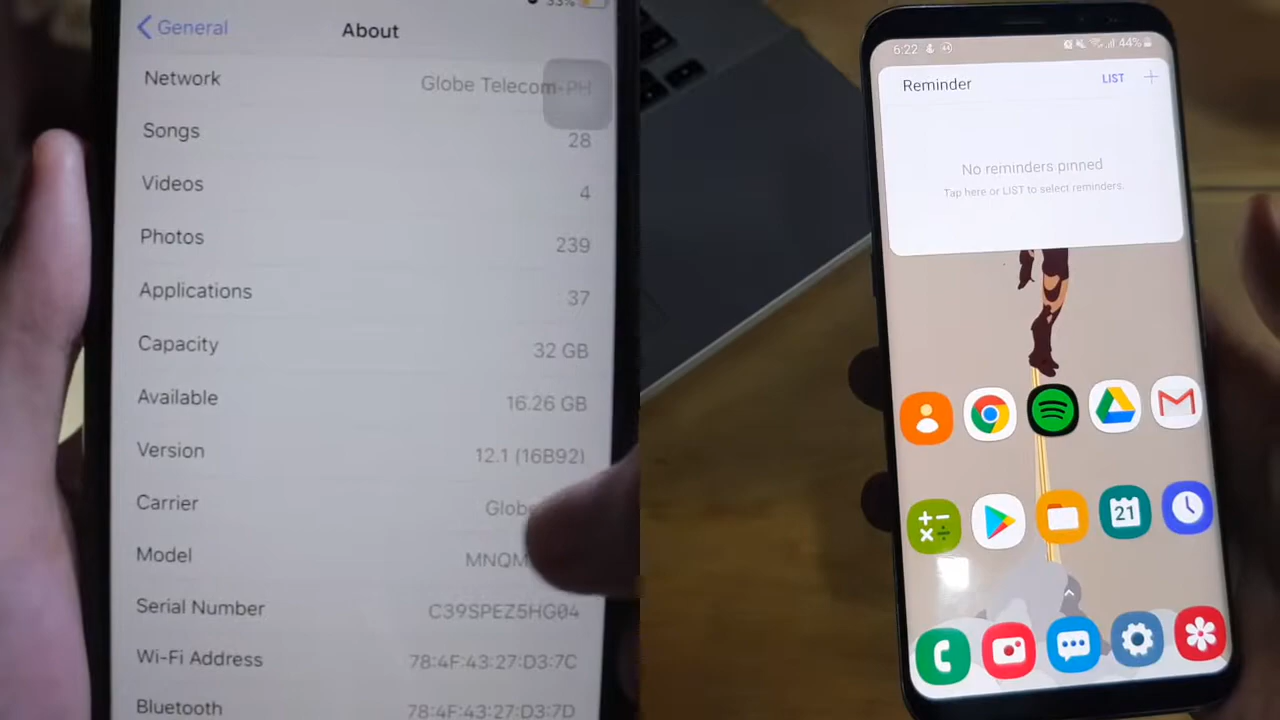 33%
General
About
Network
Globe Telecom-PH
Songs
28
Videos
4
Photos
239
Applications
37
Capacity
32 GB
Available
16.26 GB
Version
12.1 (16B92)
Carrier
Globe
Model
MNQM
Serial Number
C39SPEZ5HG04
Wi-Fi Address
78:4F:43:27:D3:7C
Bluetooth
78:4F:43:27:D3:7D
6:22
44%
Reminder
LIST
No reminders pinned
Tap here or LIST to select reminders.
21